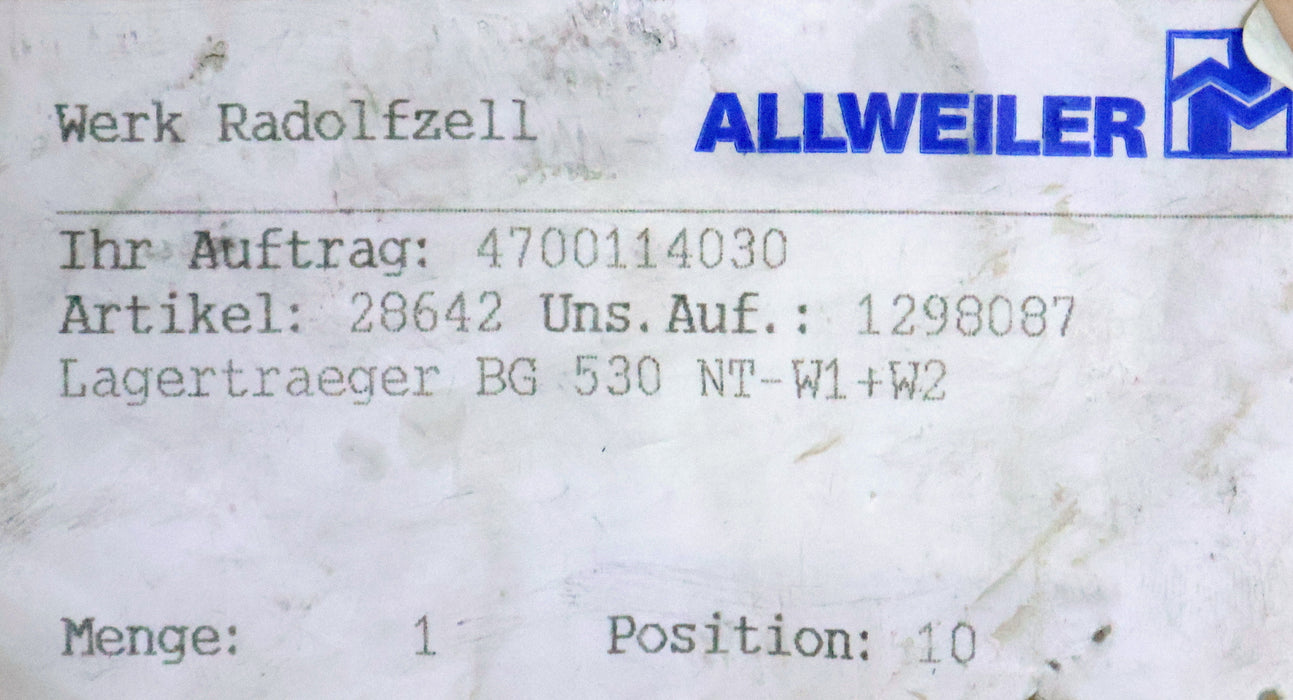 Werk Radolfzell ALLWEILER
Ihr Auftrag: 4700114030
Artikel: 28642 Uns.Auf.: 1298087
Lagertraeger BG 530 NT-W1+W2
Menge: 1 Position: 10